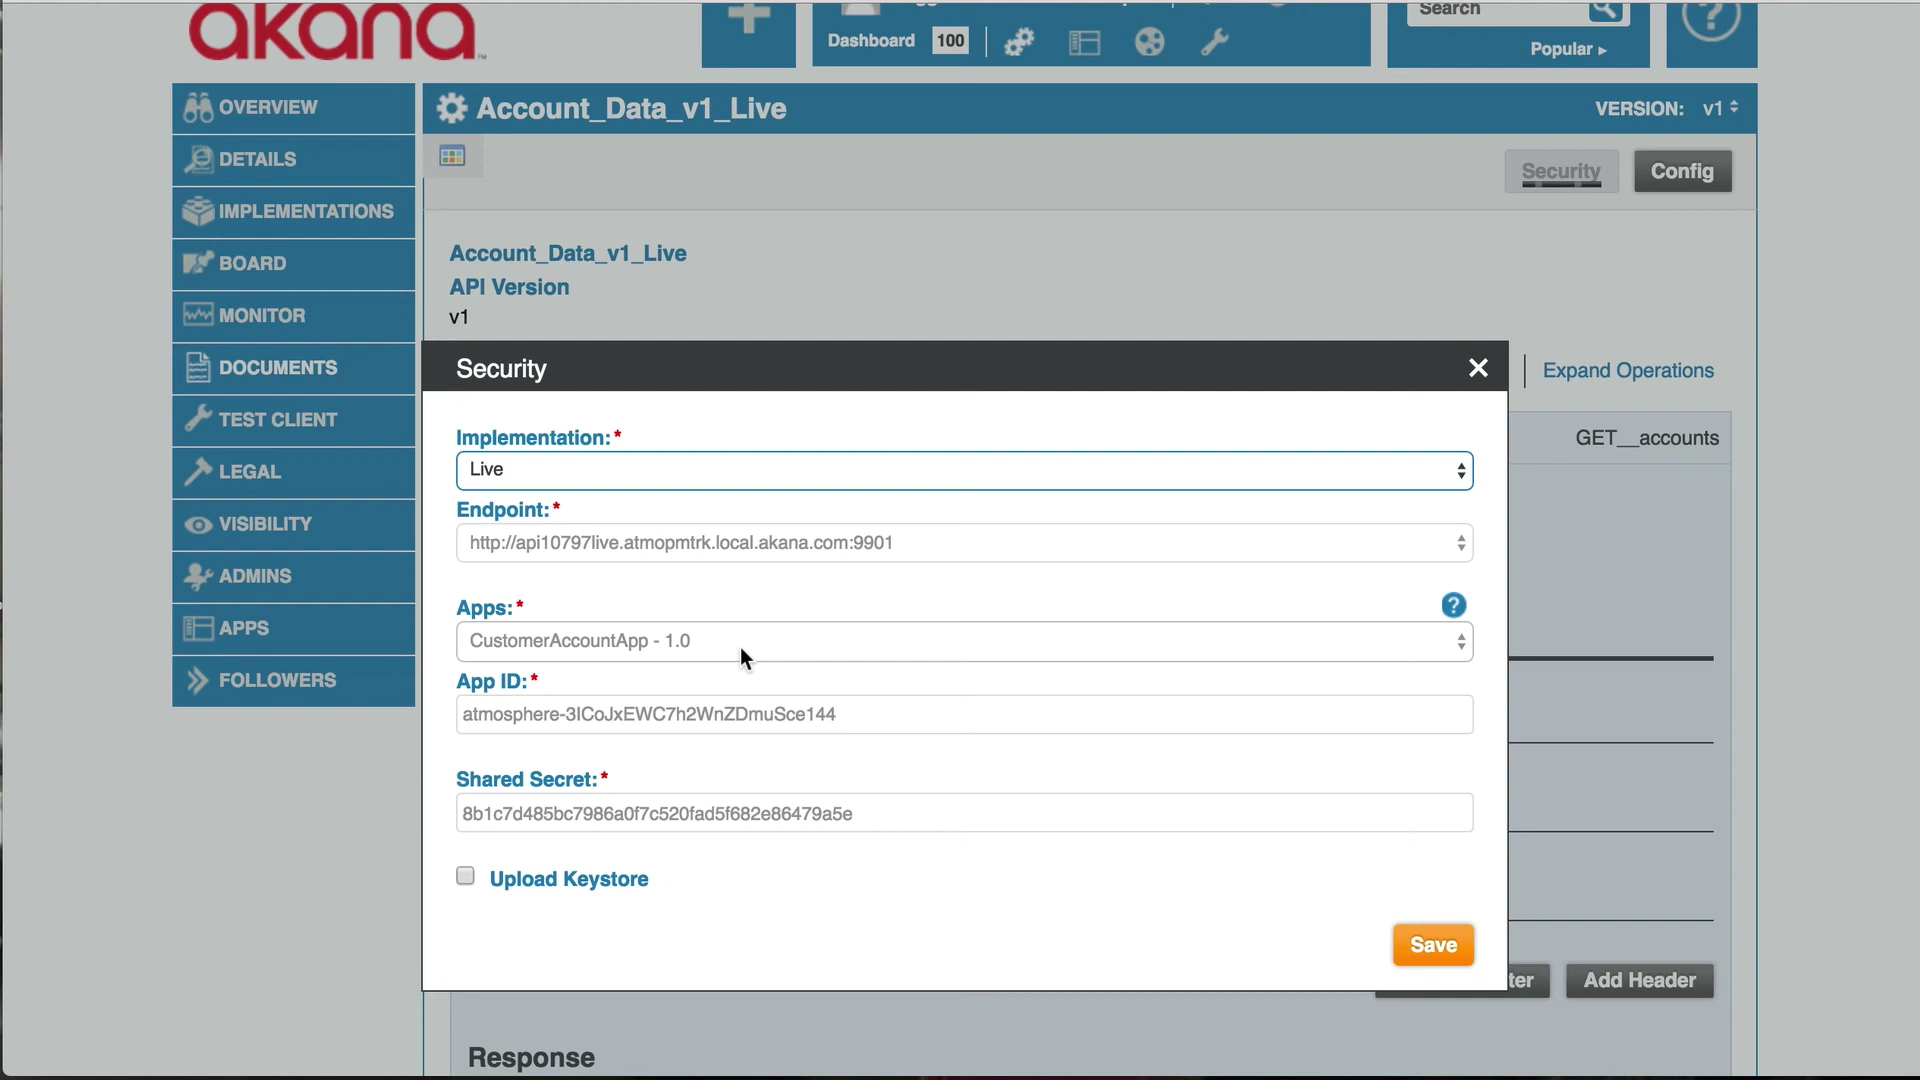 akana
Dashboard 100
Search
Popular ▸
?
OVERVIEW
DETAILS
IMPLEMENTATIONS
BOARD
MONITOR
DOCUMENTS
TEST CLIENT
LEGAL
VISIBILITY
ADMINS
APPS
FOLLOWERS
Account_Data_v1_Live
VERSION: v1
Security
Config
Account_Data_v1_Live
API Version
v1
Expand Operations
GET__accounts
Security
Implementation:*
Live
Endpoint:*
http://api10797live.atmopmtrk.local.akana.com:9901
Apps:*
?
CustomerAccountApp - 1.0
App ID:*
atmosphere-3ICoJxEWC7h2WnZDmuSce144
Shared Secret:*
8b1c7d485bc7986a0f7c520fad5f682e86479a5e
Upload Keystore
Save
ter
Add Header
Response